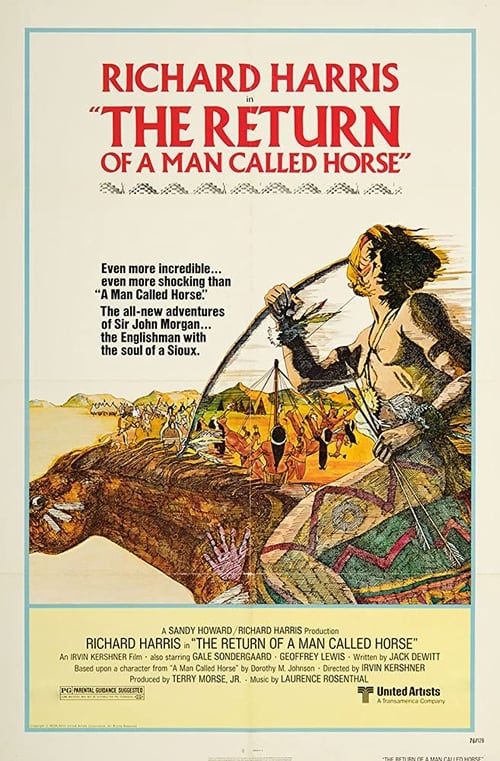 RICHARD HARRIS
in
"THE RETURN
OF A MAN CALLED HORSE"
Even more incredible...
even more shocking than
"A Man Called Horse."
The all-new adventures
of Sir John Morgan...
the Englishman with
the soul of a Sioux.
A SANDY HOWARD/RICHARD HARRIS Production
RICHARD HARRIS in "THE RETURN OF A MAN CALLED HORSE"
AN IRVIN KERSHNER Film · also starring GALE SONDERGAARD · GEOFFREY LEWIS · Written by JACK DEWITT
Based upon a character from "A Man Called Horse" by Dorothy M. Johnson · Directed by IRVIN KERSHNER
Produced by TERRY MORSE, JR. · Music by LAURENCE ROSENTHAL
PG PARENTAL GUIDANCE SUGGESTED
United Artists
A Transamerica Company
76/129
"THE RETURN OF A MAN CALLED HORSE"